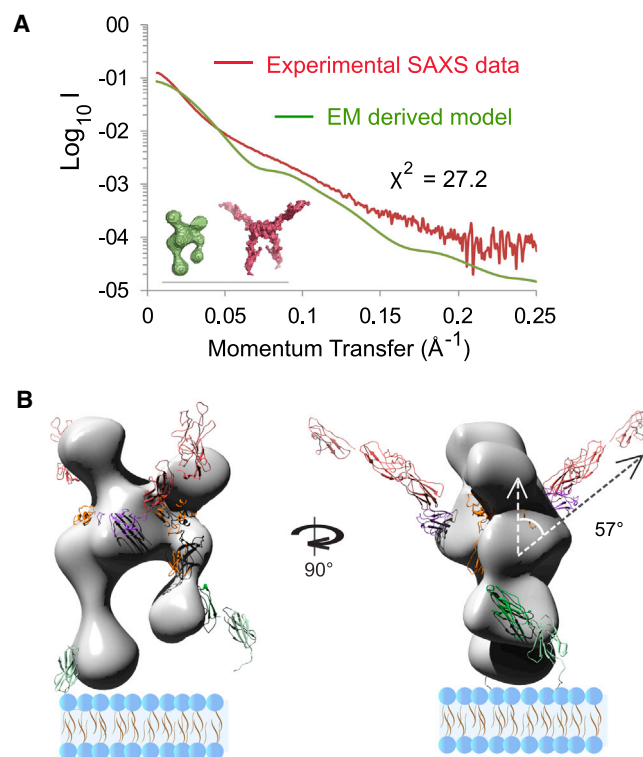 A
00
-01
-02
-03
-04
-05
Log10 I
Experimental SAXS data
EM derived model
χ2 = 27.2
0
0.05
0.1
0.15
0.2
0.25
Momentum Transfer (Å-1)
B
90°
57°